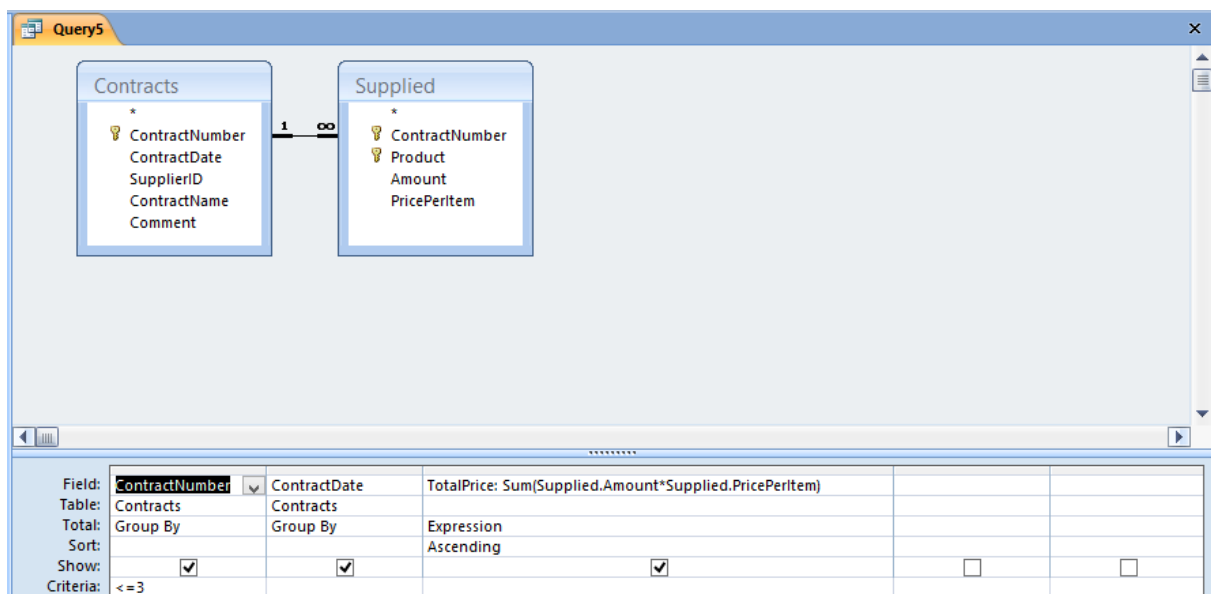 Query5
Contracts
*
ContractNumber
ContractDate
SupplierID
ContractName
Comment
1 ∞
Supplied
*
ContractNumber
Product
Amount
PricePerItem
Field: ContractNumber ContractDate TotalPrice: Sum(Supplied.Amount*Supplied.PricePerItem)
Table: Contracts Contracts
Total: Group By Group By Expression
Sort: Ascending
Show:
Criteria: <=3